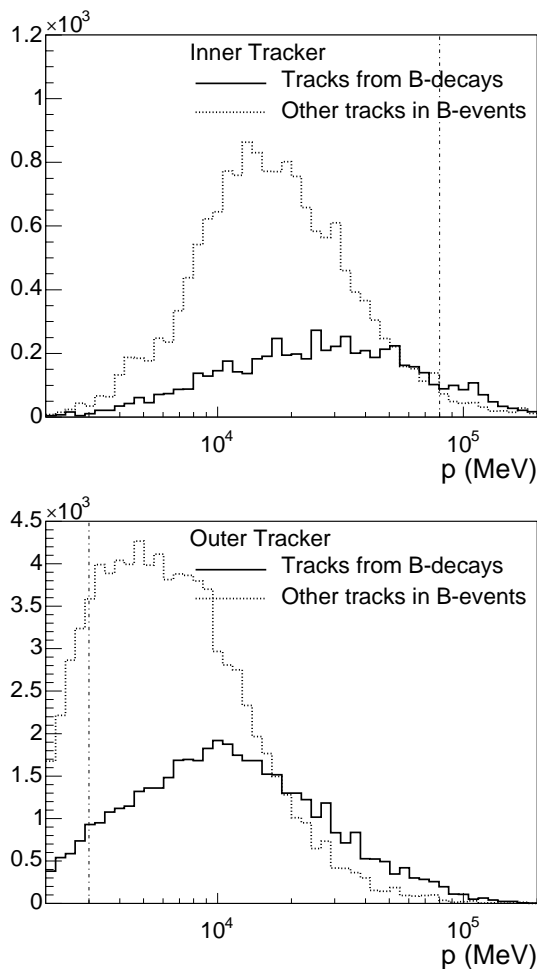 ×10³
1.2
Inner Tracker
Tracks from B-decays
Other tracks in B-events
1
0.8
0.6
0.4
0.2
0
10⁴
10⁵
p (MeV)
×10³
4.5
Outer Tracker
Tracks from B-decays
Other tracks in B-events
4
3.5
3
2.5
2
1.5
1
0.5
0
10⁴
10⁵
p (MeV)